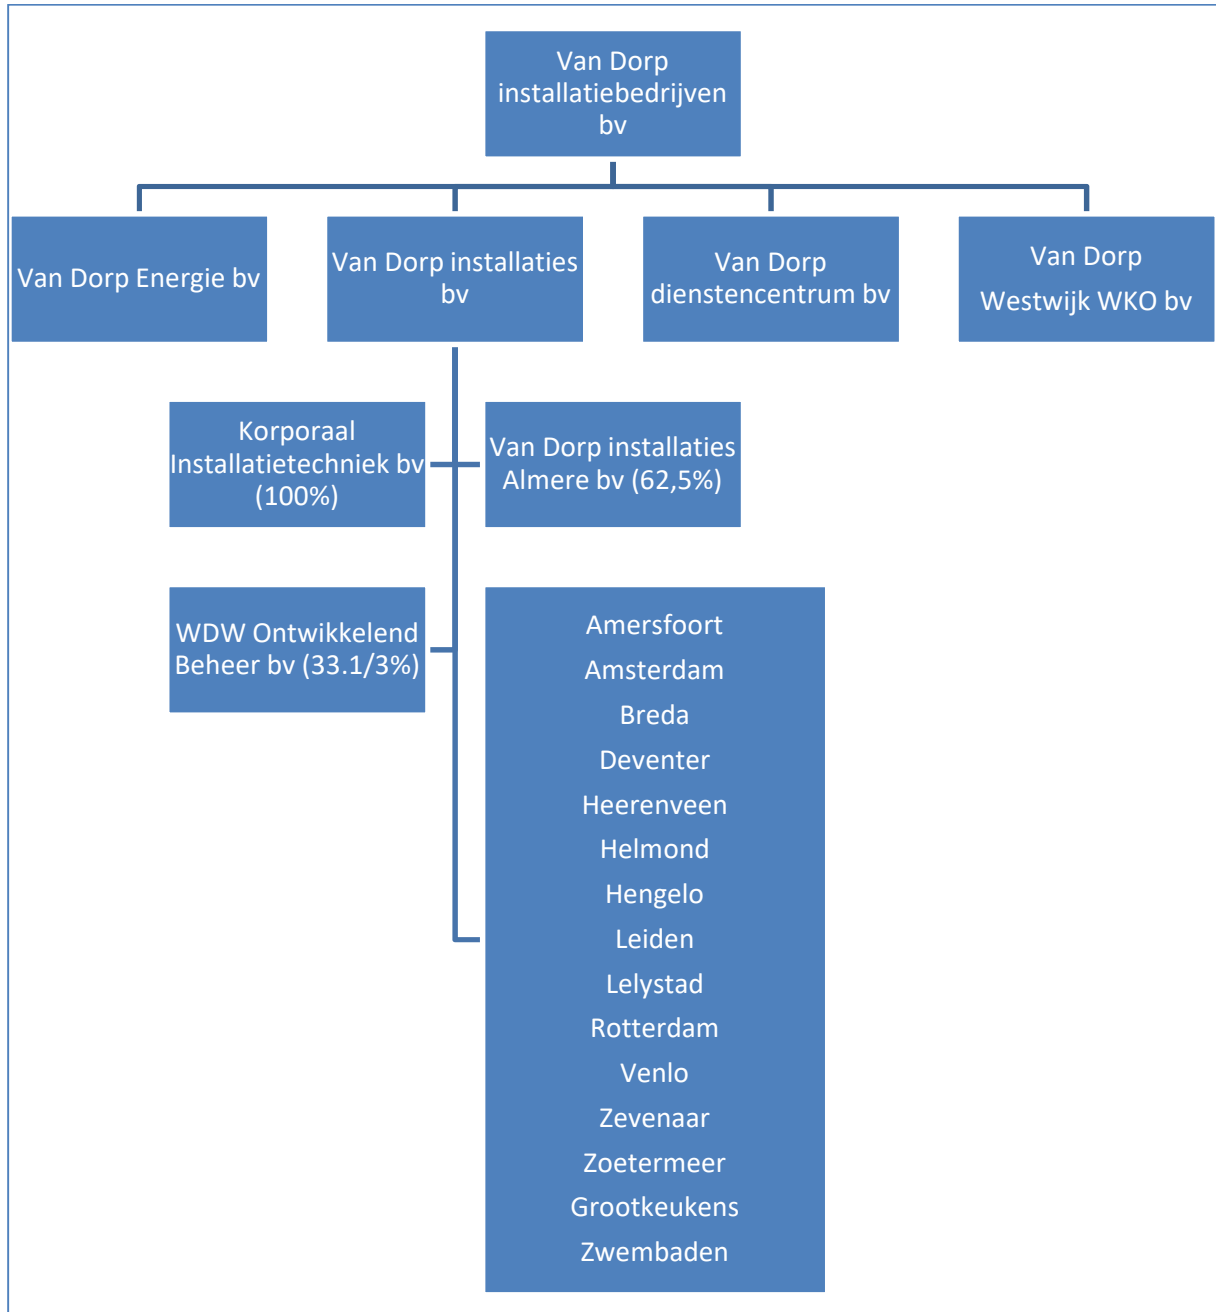 Van Dorp
installatiebedrijven
bv
Van Dorp Energie bv
Van Dorp installaties
bv
Van Dorp
dienstencentrum bv
Van Dorp
Westwijk WKO bv
Korporaal
Installatietechniek bv
(100%)
Van Dorp installaties
Almere bv (62,5%)
WDW Ontwikkelend
Beheer bv (33.1/3%)
Amersfoort
Amsterdam
Breda
Deventer
Heerenveen
Helmond
Hengelo
Leiden
Lelystad
Rotterdam
Venlo
Zevenaar
Zoetermeer
Grootkeukens
Zwembaden